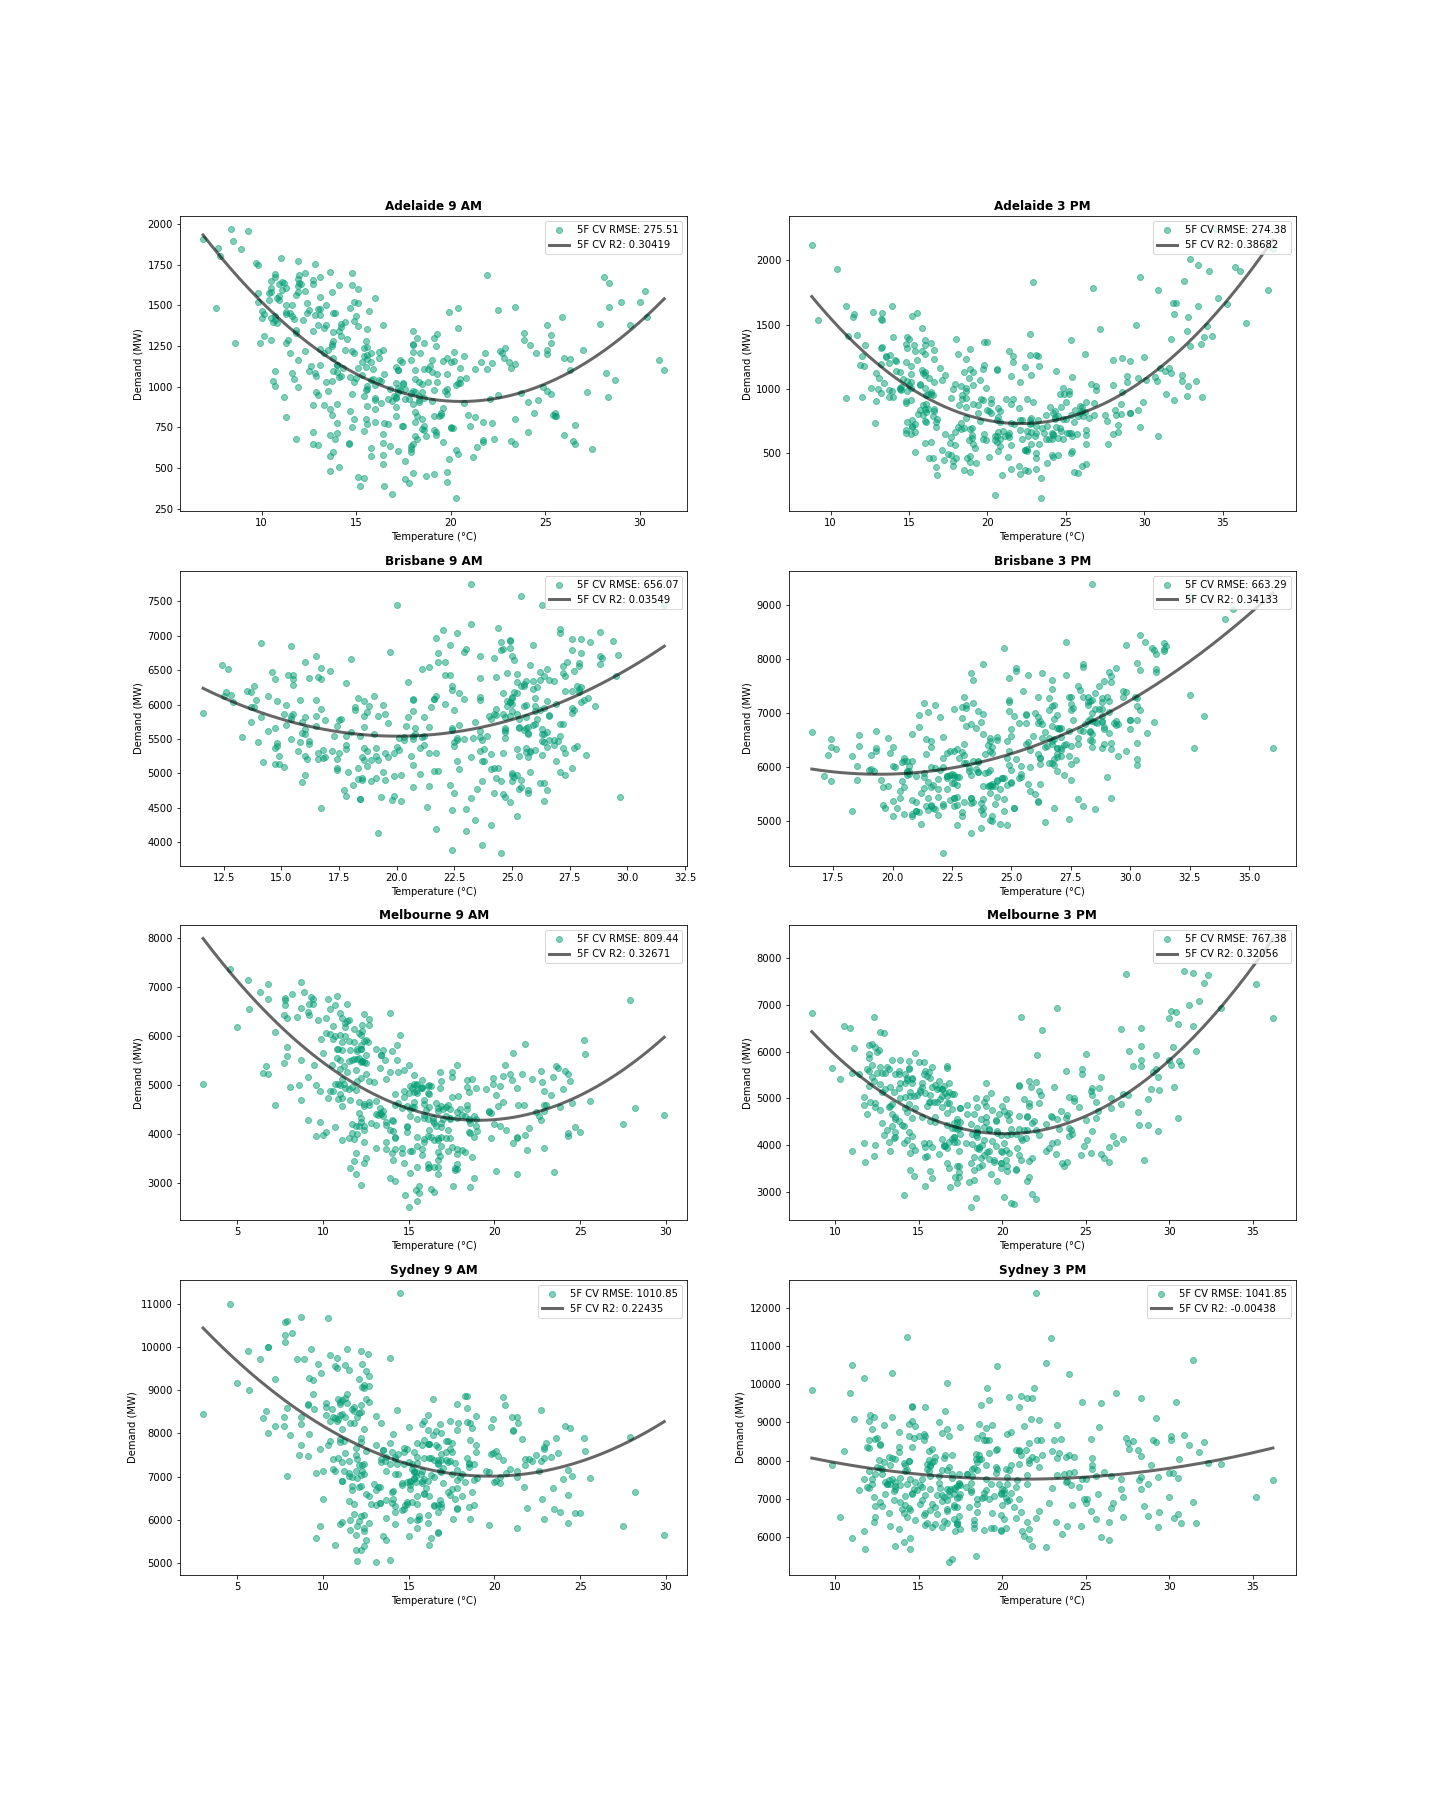 Adelaide 9 AM
5F CV RMSE: 275.51
5F CV R2: 0.30419
Demand (MW)
2000
1750
1500
1250
1000
750
500
250
10 15 20 25 30
Temperature (°C)
Adelaide 3 PM
5F CV RMSE: 274.38
5F CV R2: 0.38682
Demand (MW)
2000
1500
1000
500
10 15 20 25 30 35
Temperature (°C)
Brisbane 9 AM
5F CV RMSE: 656.07
5F CV R2: 0.03549
Demand (MW)
7500
7000
6500
6000
5500
5000
4500
4000
12.5 15.0 17.5 20.0 22.5 25.0 27.5 30.0 32.5
Temperature (°C)
Brisbane 3 PM
5F CV RMSE: 663.29
5F CV R2: 0.34133
Demand (MW)
9000
8000
7000
6000
5000
17.5 20.0 22.5 25.0 27.5 30.0 32.5 35.0
Temperature (°C)
Melbourne 9 AM
5F CV RMSE: 809.44
5F CV R2: 0.32671
Demand (MW)
8000
7000
6000
5000
4000
3000
5 10 15 20 25 30
Temperature (°C)
Melbourne 3 PM
5F CV RMSE: 767.38
5F CV R2: 0.32056
Demand (MW)
8000
7000
6000
5000
4000
3000
10 15 20 25 30 35
Temperature (°C)
Sydney 9 AM
5F CV RMSE: 1010.85
5F CV R2: 0.22435
Demand (MW)
11000
10000
9000
8000
7000
6000
5000
5 10 15 20 25 30
Temperature (°C)
Sydney 3 PM
5F CV RMSE: 1041.85
5F CV R2: -0.00438
Demand (MW)
12000
11000
10000
9000
8000
7000
6000
10 15 20 25 30 35
Temperature (°C)